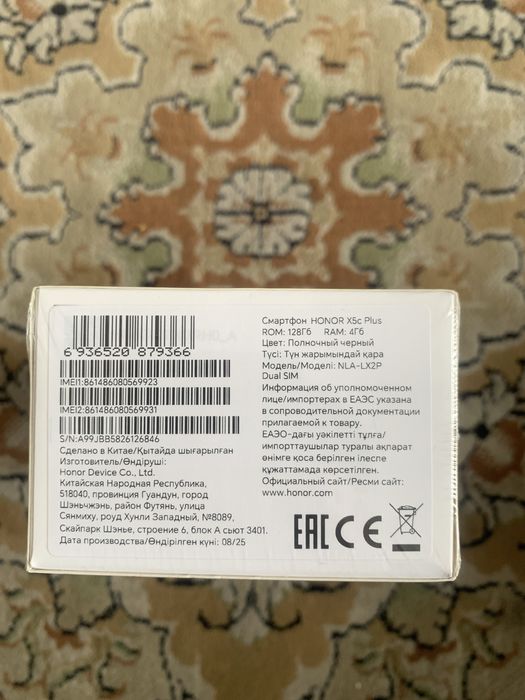 6 936520 879366
IMEI1:861486080569923
IMEI2:861486080569931
S/N:A99JBB5826126846
Сделано в Китае/Қытайда шығарылған
Изготовитель/Өндіруші:
Honor Device Co., Ltd.
Китайская Народная Республика,
518040, провинция Гуандун, город
Шэньчжэнь, район Футянь, улица
Сянмиху, роуд Хунли Западный, №8089,
Скайпарк Шэнье, строение 6, блок А сьют 3401.
Дата производства/Өндірілген күні: 08/25
Смартфон HONOR X5c Plus
ROM: 128Гб RAM: 4Гб
Цвет: Полночный черный
Түсі: Түн жарымындай қара
Модель/Моделі: NLA-LX2P
Dual SIM
Информация об уполномоченном
лице/импортерах в ЕАЭС указана
в сопроводительной документации
прилагаемой к товару.
ЕАЭО-дағы уәкілетті тұлға/
импорттаушылар туралы ақпарат
өнімге қоса берілген ілеспе
құжаттамада көрсетілген.
Официальный сайт/Ресми сайт:
www.honor.com
EAC CE